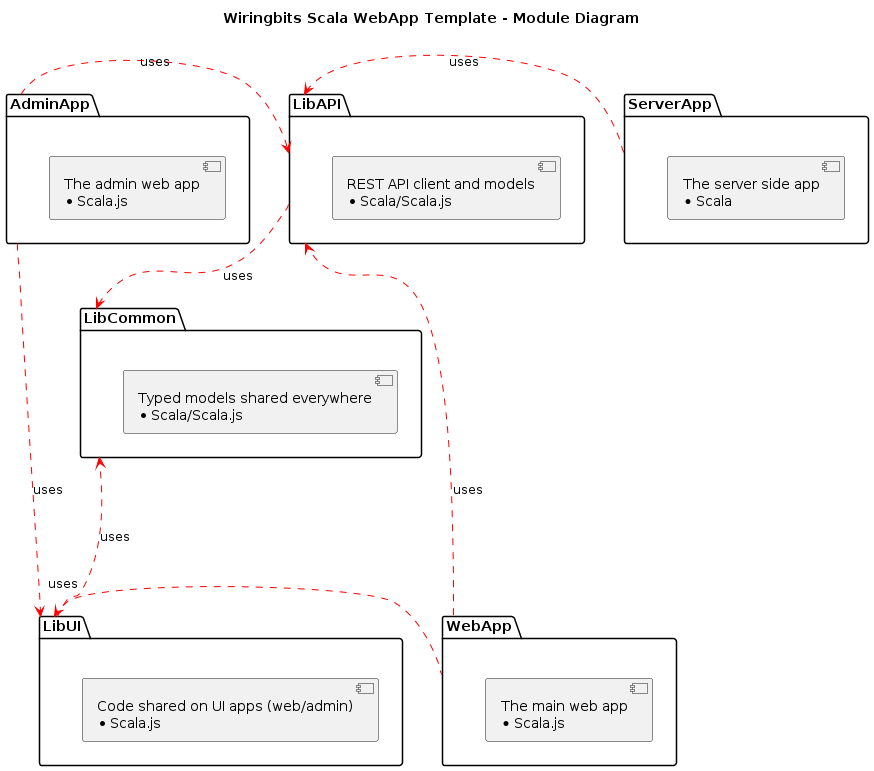 Wiringbits Scala WebApp Template - Module Diagram
uses
uses
AdminApp
The admin web app
• Scala.js
LibAPI
REST API client and models
• Scala/Scala.js
ServerApp
The server side app
• Scala
uses
LibCommon
Typed models shared everywhere
• Scala/Scala.js
uses
uses
uses
uses
LibUI
Code shared on UI apps (web/admin)
• Scala.js
WebApp
The main web app
• Scala.js